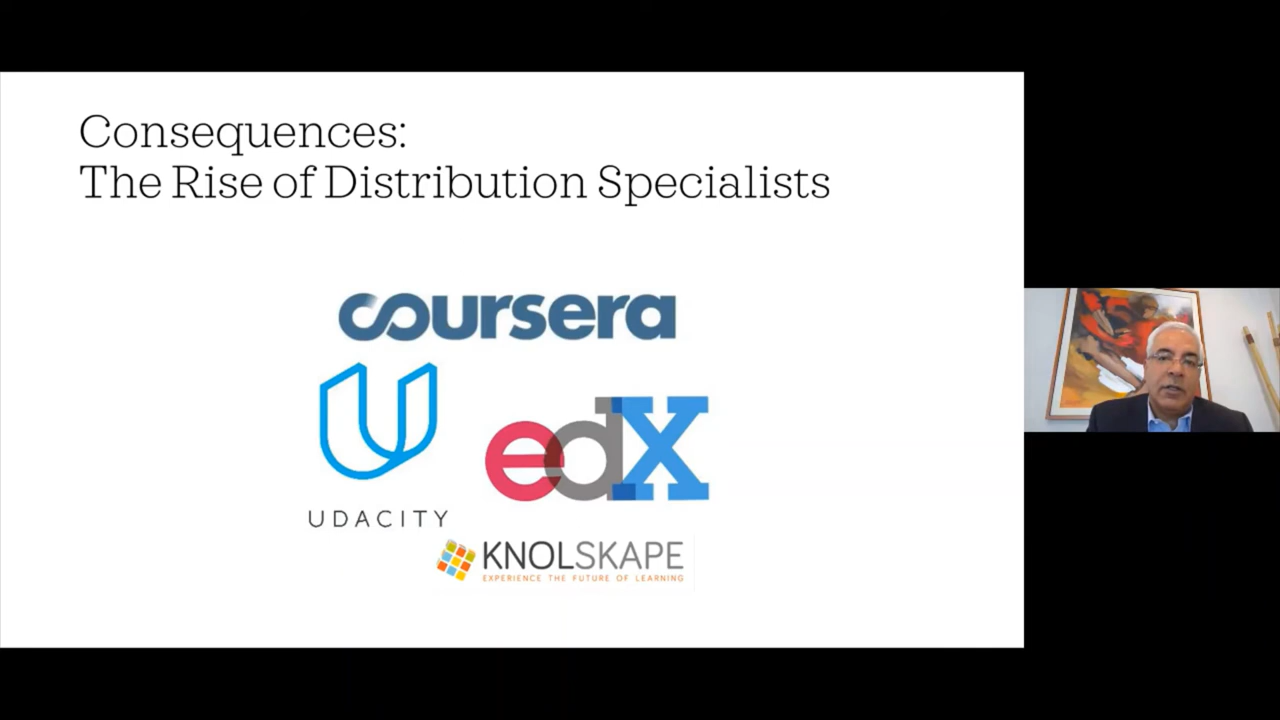 Consequences:
The Rise of Distribution Specialists
coursera
UDACITY
edX
KNOLSKAPE
EXPERIENCE THE FUTURE OF LEARNING